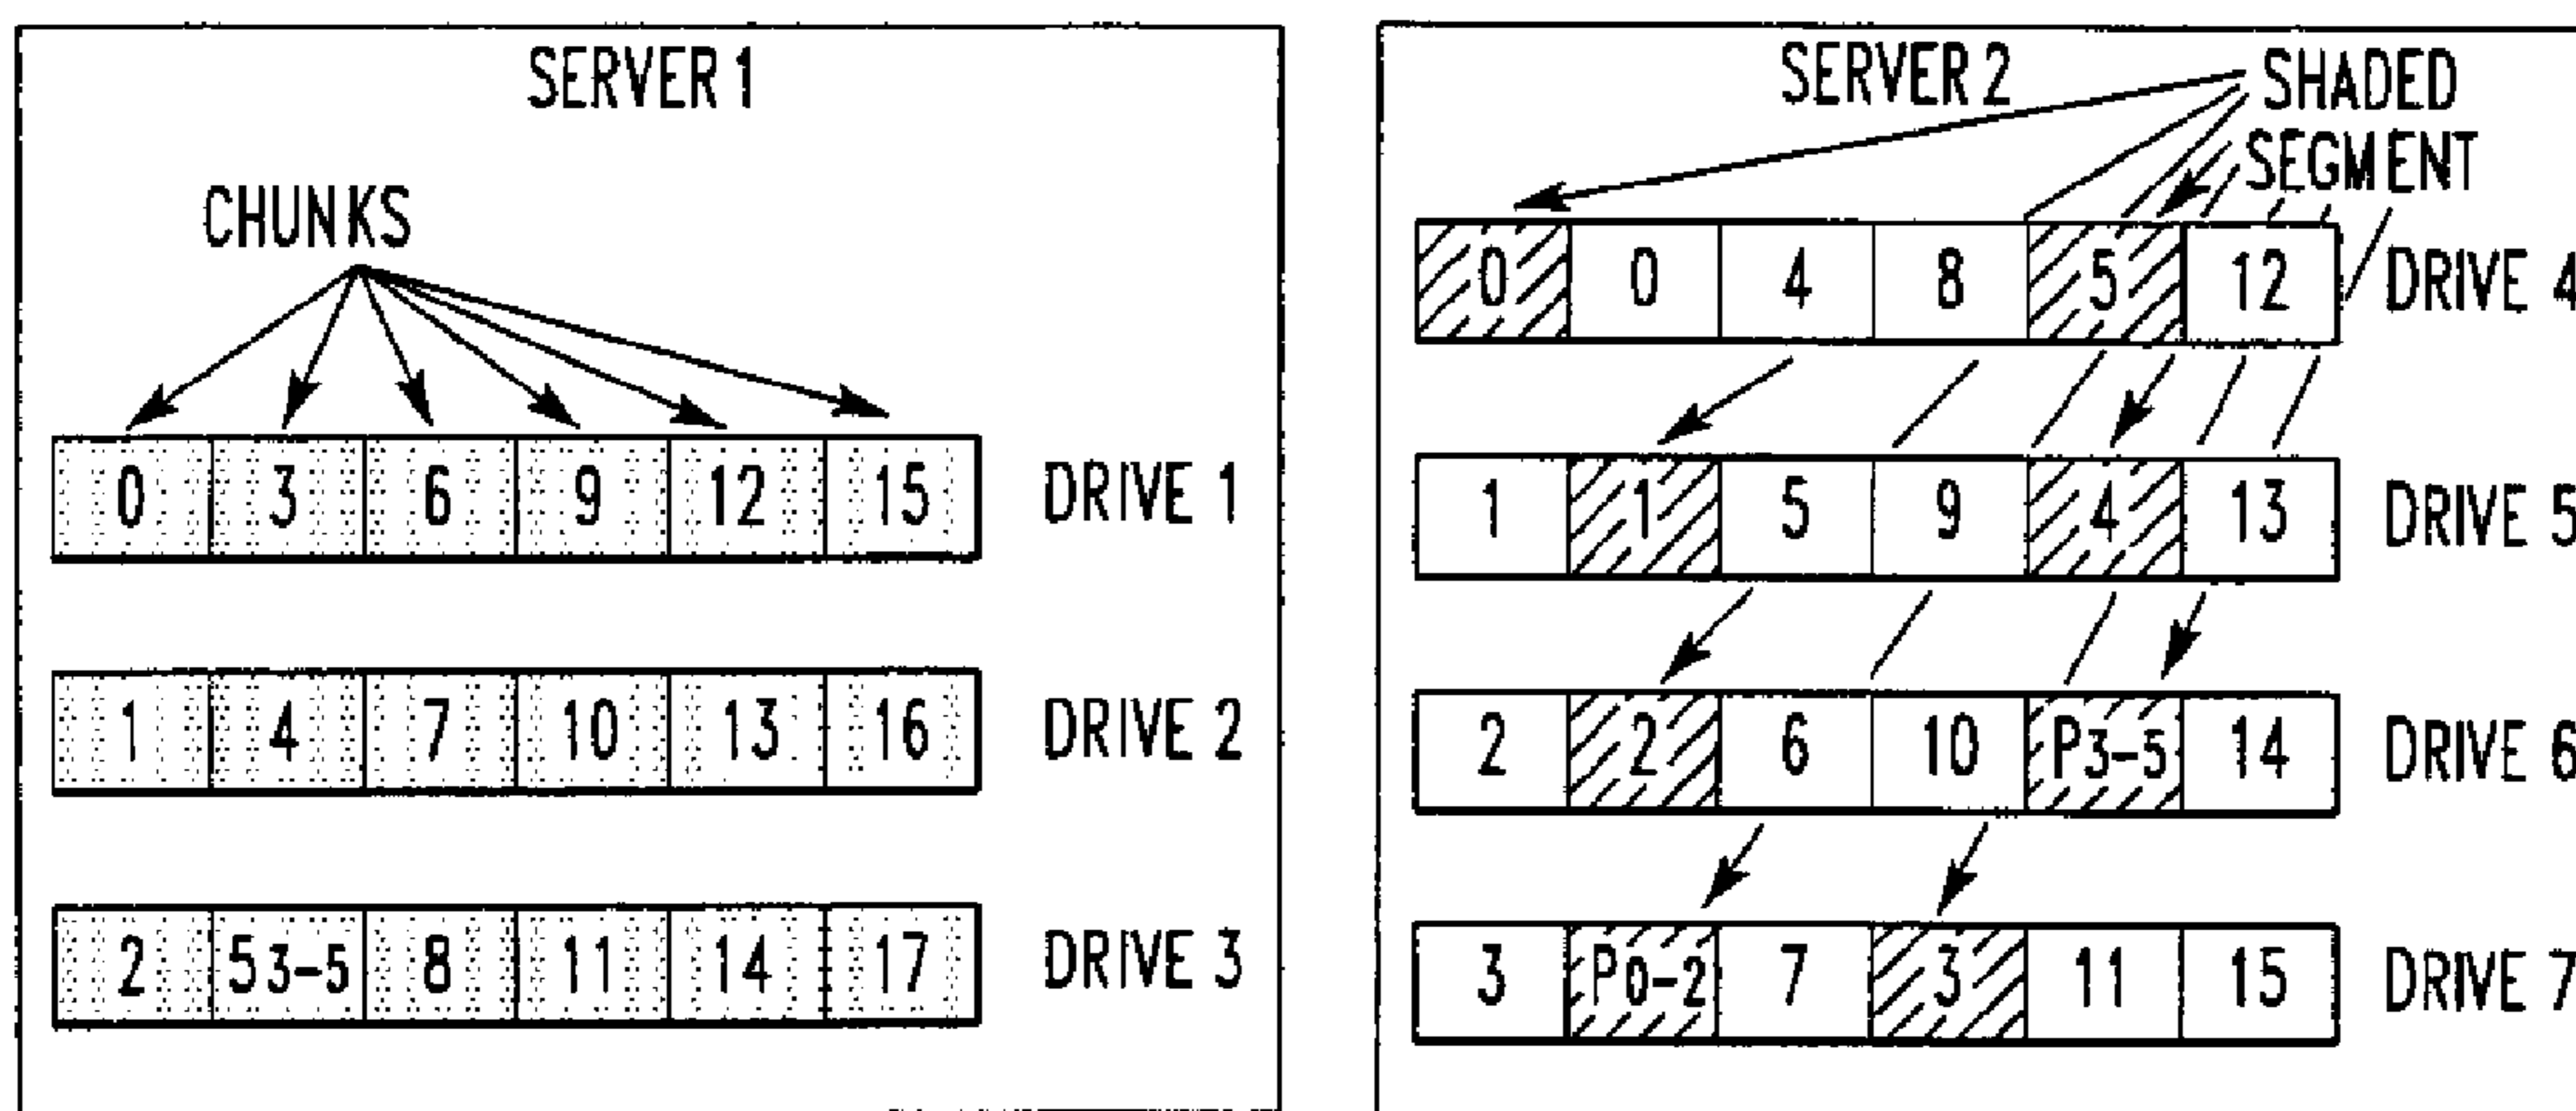 SERVER 1
CHUNKS
0 3 6 9 12 15 DRIVE 1
1 4 7 10 13 16 DRIVE 2
2 53-5 8 11 14 17 DRIVE 3
SERVER 2
SHADED
SEGMENT
0 0 4 8 5 12 DRIVE 4
1 1 5 9 4 13 DRIVE 5
2 2 6 10 P3-5 14 DRIVE 6
3 P0-2 7 3 11 15 DRIVE 7